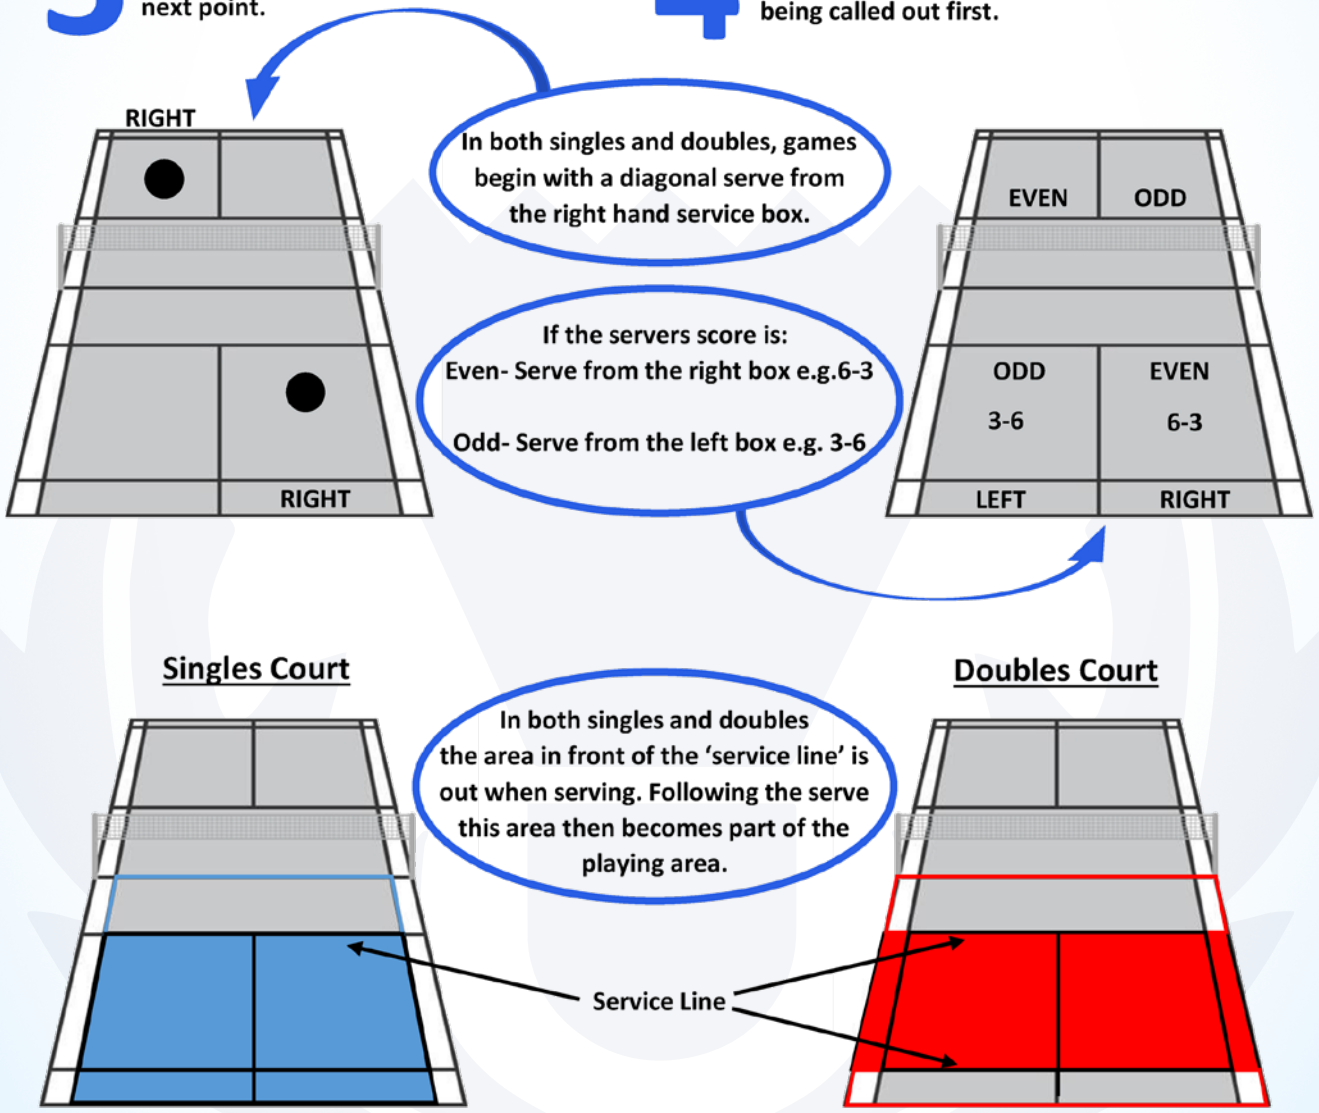 3
next point.
4
being called out first.
RIGHT
In both singles and doubles, games
begin with a diagonal serve from
the right hand service box.
EVEN ODD
If the servers score is:
Even- Serve from the right box e.g.6-3
Odd- Serve from the left box e.g. 3-6
ODD EVEN
3-6 6-3
RIGHT
LEFT RIGHT
Singles Court
Doubles Court
In both singles and doubles
the area in front of the ‘service line’ is
out when serving. Following the serve
this area then becomes part of the
playing area.
Service Line